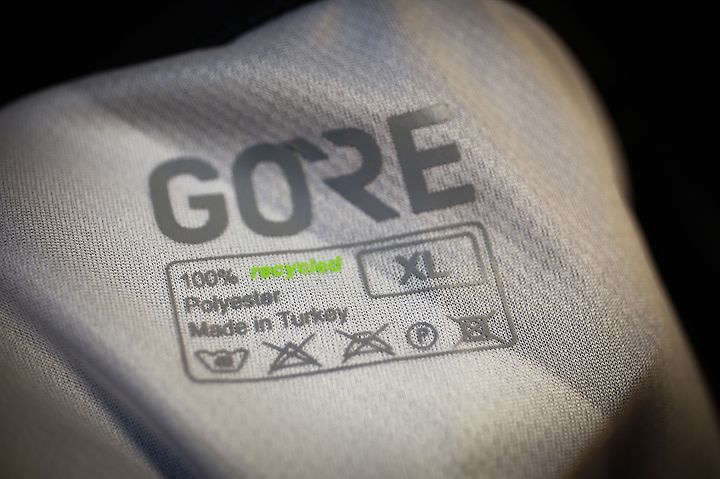 GORE
100% recycled
XL
Polyester
Made in Turkey
P